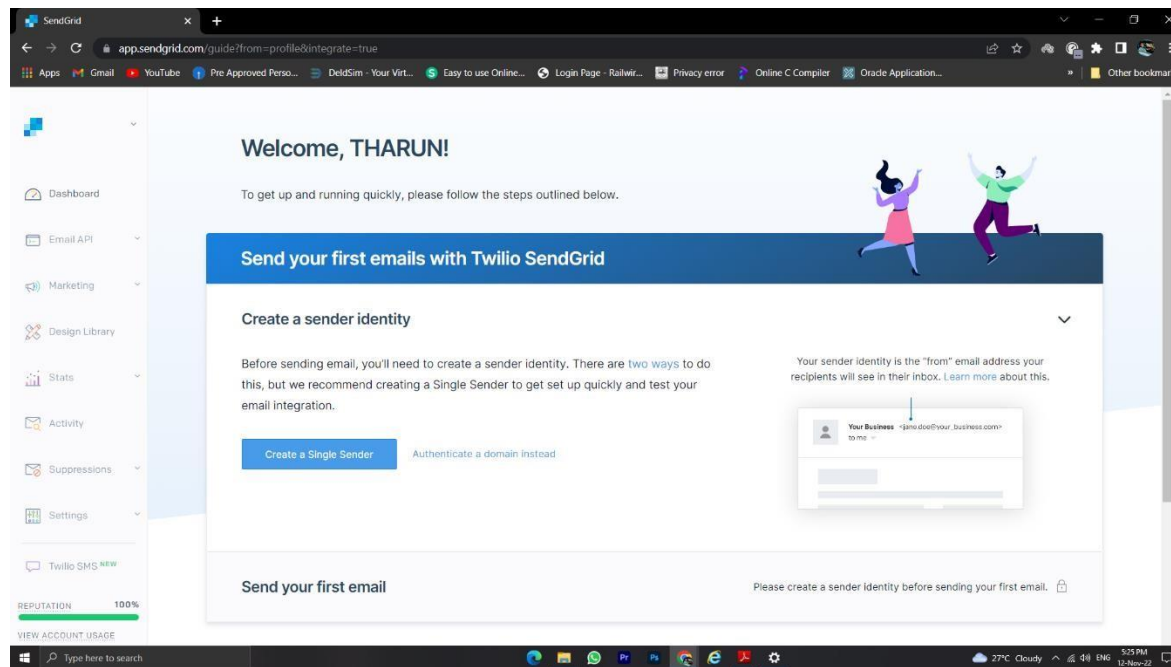 SendGrid
app.sendgrid.com/guide?from=profile&integrate=true
Apps Gmail YouTube Pre Approved Perso... DeldSim - Your Virt... Easy to use Online... Login Page - Railwir... Privacy error Online C Compiler Oracle Application... » Other bookmar
Welcome, THARUN!
To get up and running quickly, please follow the steps outlined below.
Dashboard
Email API
Marketing
Design Library
Stats
Activity
Suppressions
Settings
Twilio SMS NEW
REPUTATION 100%
VIEW ACCOUNT USAGE
Send your first emails with Twilio SendGrid
Create a sender identity
Before sending email, you'll need to create a sender identity. There are two ways to do
this, but we recommend creating a Single Sender to get set up quickly and test your
email integration.
Create a Single Sender Authenticate a domain instead
Your sender identity is the "from" email address your
recipients will see in their inbox. Learn more about this.
Your Business <jane.doe@your_business.com>
to me
Send your first email
Please create a sender identity before sending your first email.
Type here to search
Pr Ps
27°C Cloudy ENG 5:25 PM
12-Nov-22